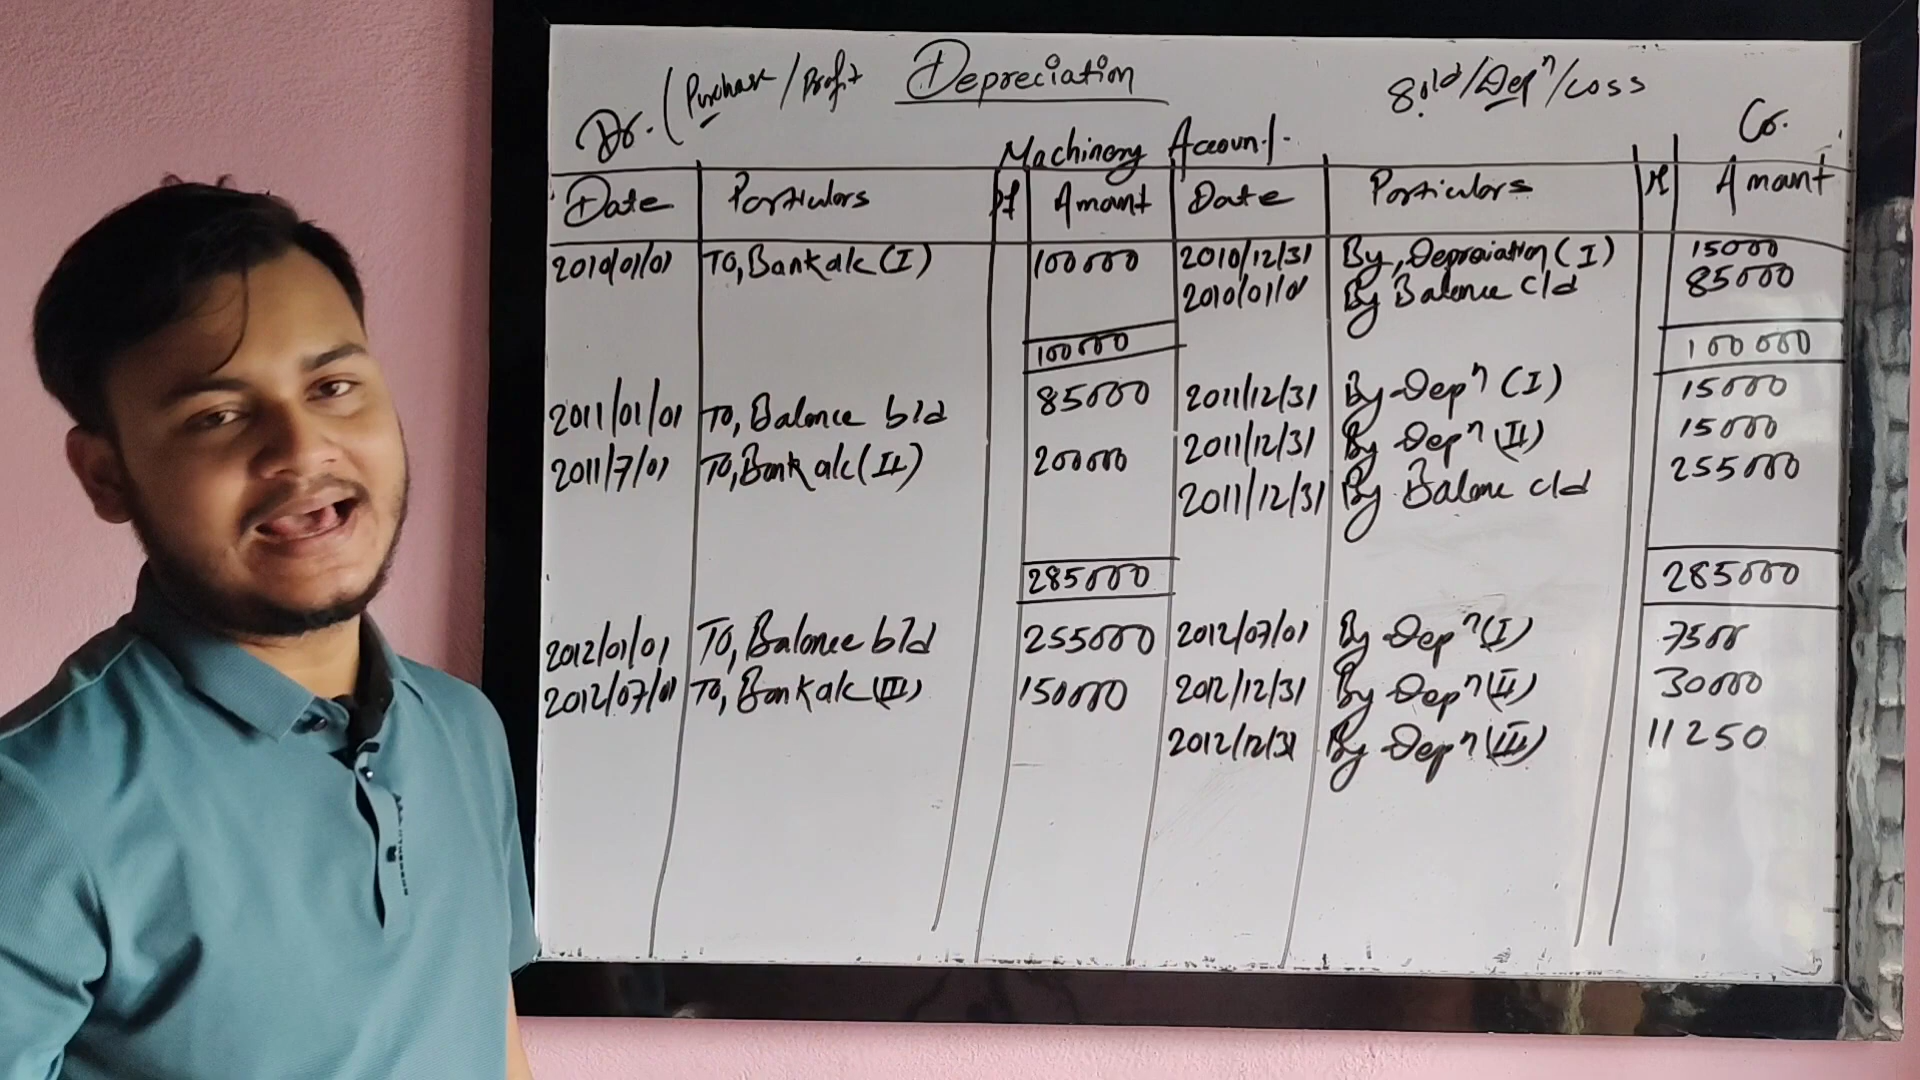 Depreciation
Dr. (Purchase/Profit
Sold/Depⁿ/Loss
Cr.
Machinery Account.
Date Particulars Amount Date Particulars Amount
2010/01/01 To, Bank a/c (I) 100000 2010/12/31 By, Depreciation (I) 15000
2010/01/01 By Balance c/d 85000
100000 100000
2011/01/01 To, Balance b/d 85000 2011/12/31 By Depⁿ (I) 15000
2011/7/01 To, Bank a/c (II) 200000 2011/12/31 By Depⁿ (II) 15000
2011/12/31 By Balance c/d 255000
285000 285000
2012/01/01 To, Balance b/d 255000 2012/07/01 By Depⁿ (I) 7500
2012/07/01 To, Bank a/c (III) 150000 2012/12/31 By Depⁿ (II) 30000
2012/12/31 By Depⁿ (III) 11250